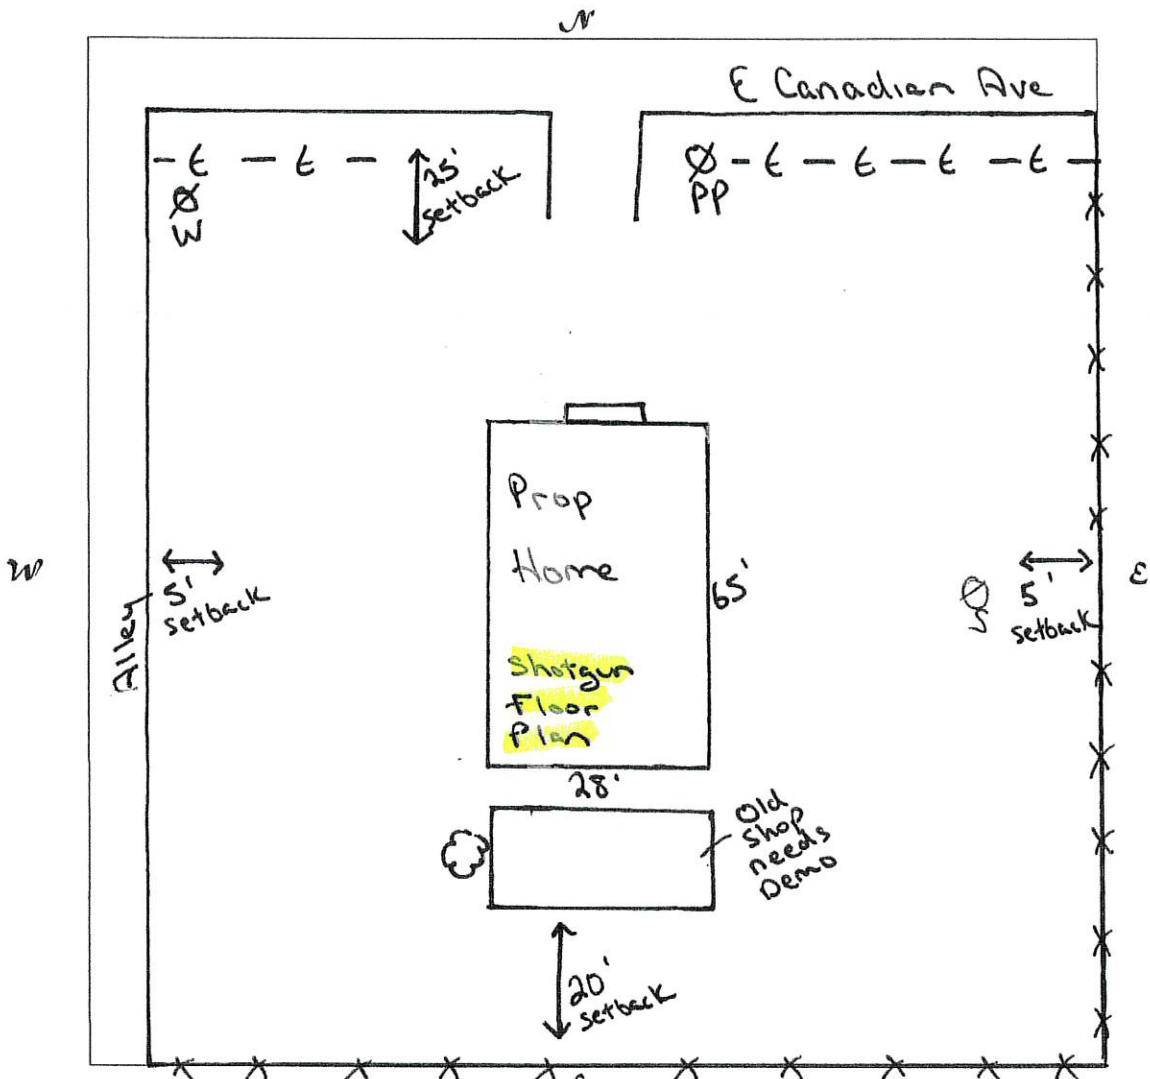 N
E Canadian Ave
- E - E -
25'
setback
PP
- E - E - E - E -
W
Prop
Home
65'
W
5'
setback
Alley
S
5'
setback
E
Shotgun
Floor
Plan
28'
Old
Shop
needs
Demo
20'
setback